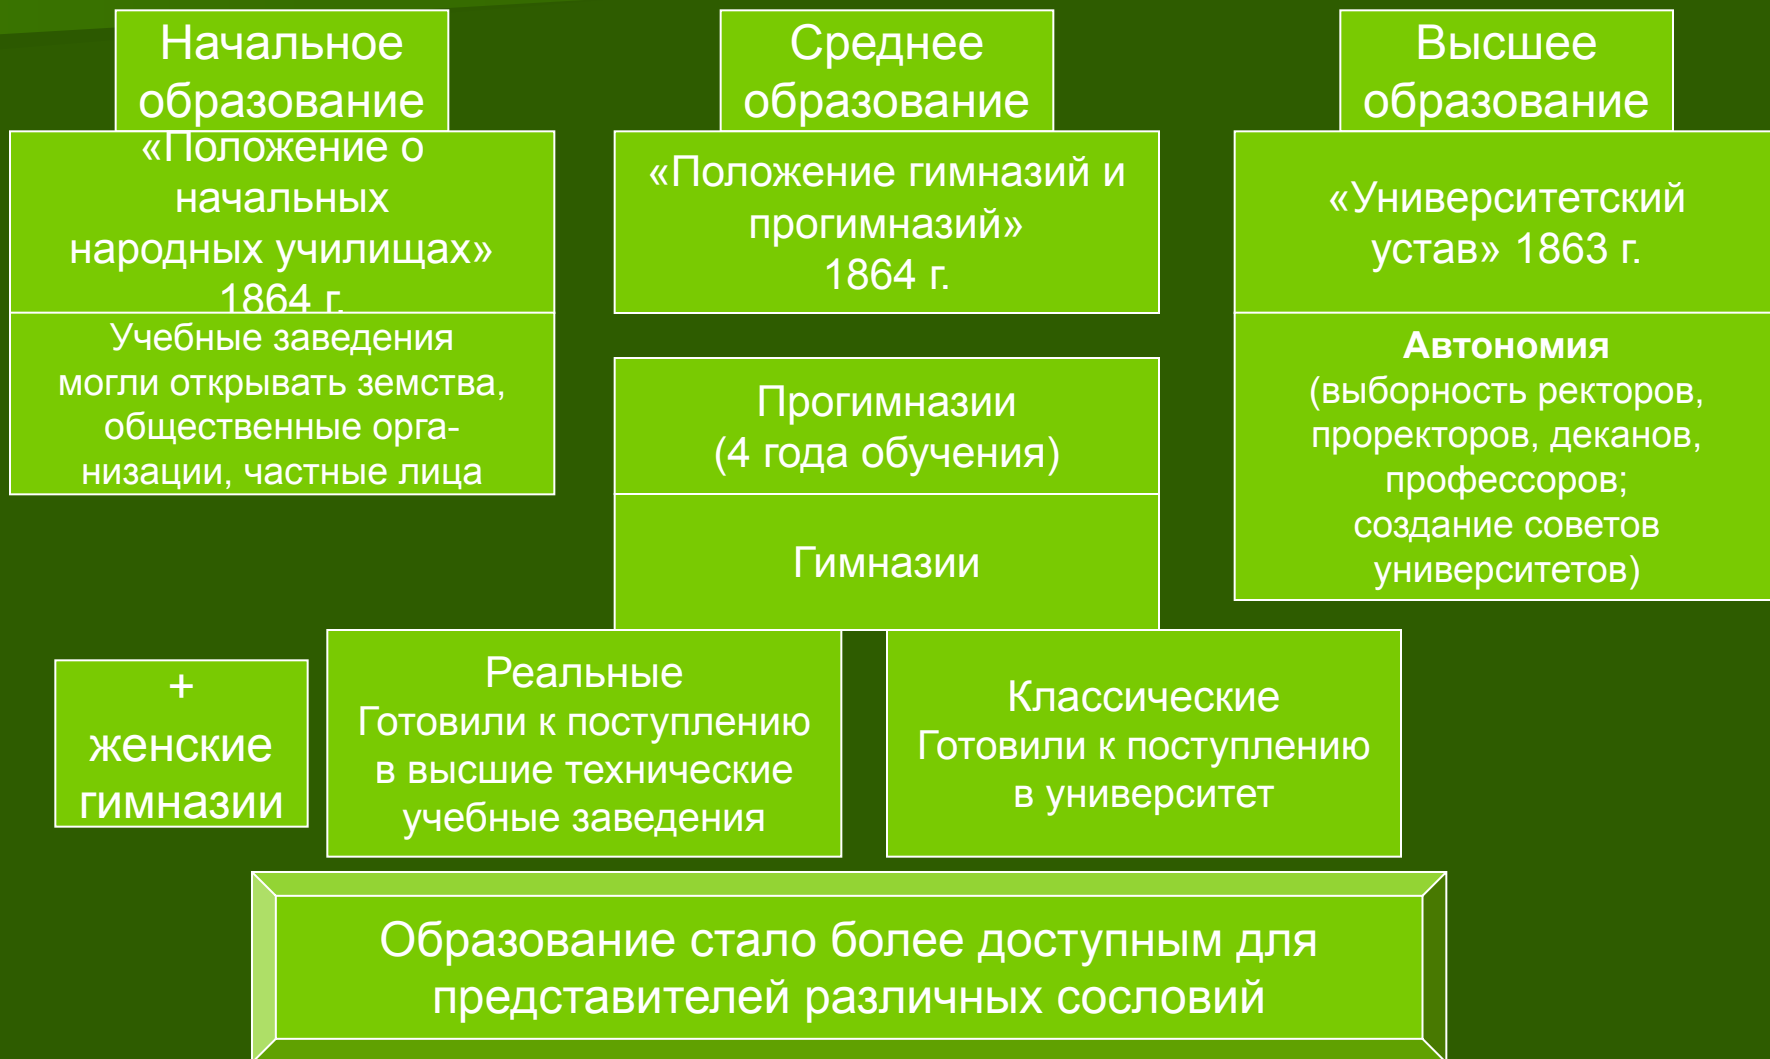 Начальное
образование
«Положение о
начальных
народных училищах»
1864 г.
Учебные заведения
могли открывать земства,
общественные орга-
низации, частные лица
Среднее
образование
«Положение гимназий и
прогимназий»
1864 г.
Прогимназии
(4 года обучения)
Гимназии
Высшее
образование
«Университетский
устав» 1863 г.
Автономия
(выборность ректоров,
проректоров, деканов,
профессоров;
создание советов
университетов)
+
женские
гимназии
Реальные
Готовили к поступлению
в высшие технические
учебные заведения
Классические
Готовили к поступлению
в университет
Образование стало более доступным для
представителей различных сословий